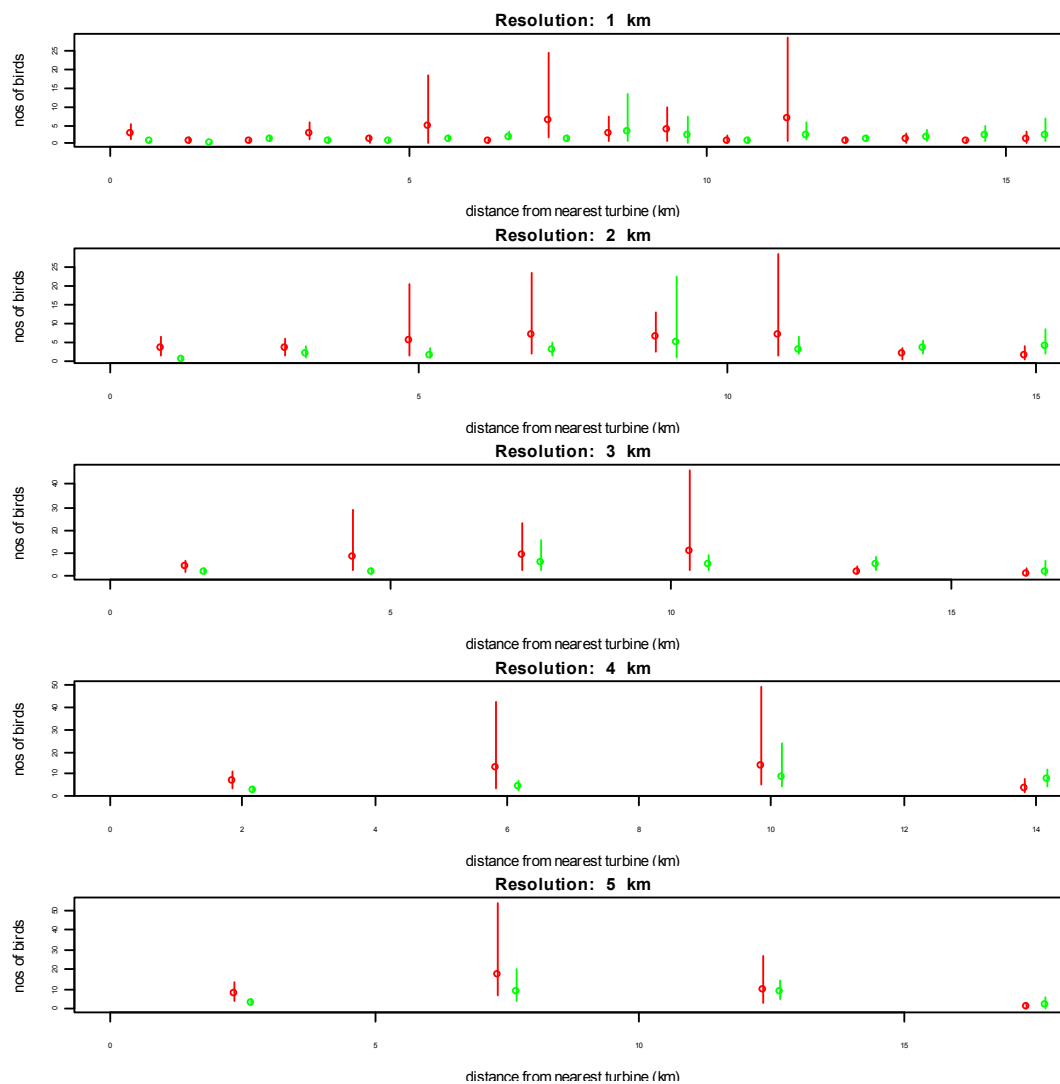 Resolution: 1 km
nos of birds
0 5 10 15 20 25
0 5 10 15
distance from nearest turbine (km)
Resolution: 2 km
nos of birds
0 5 10 15 20 25
0 5 10 15
distance from nearest turbine (km)
Resolution: 3 km
nos of birds
0 10 20 30 40
0 5 10 15
distance from nearest turbine (km)
Resolution: 4 km
nos of birds
0 10 20 30 40 50
0 2 4 6 8 10 12 14
distance from nearest turbine (km)
Resolution: 5 km
nos of birds
0 10 20 30 40 50
0 5 10 15
distance from nearest turbine (km)